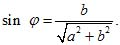 sin φ = b / √(a² + b²).